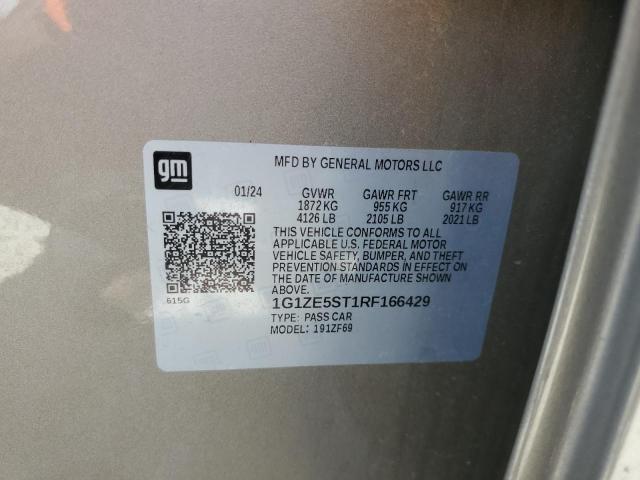 gm
MFD BY GENERAL MOTORS LLC
01/24 GVWR GAWR FRT GAWR RR
1872 KG 955 KG 917 KG
4126 LB 2105 LB 2021 LB
THIS VEHICLE CONFORMS TO ALL
APPLICABLE U.S. FEDERAL MOTOR
VEHICLE SAFETY, BUMPER, AND THEFT
PREVENTION STANDARDS IN EFFECT ON
THE DATE OF MANUFACTURE SHOWN ABOVE.
615G
1G1ZE5ST1RF166429
TYPE: PASS CAR
MODEL: 191ZF69